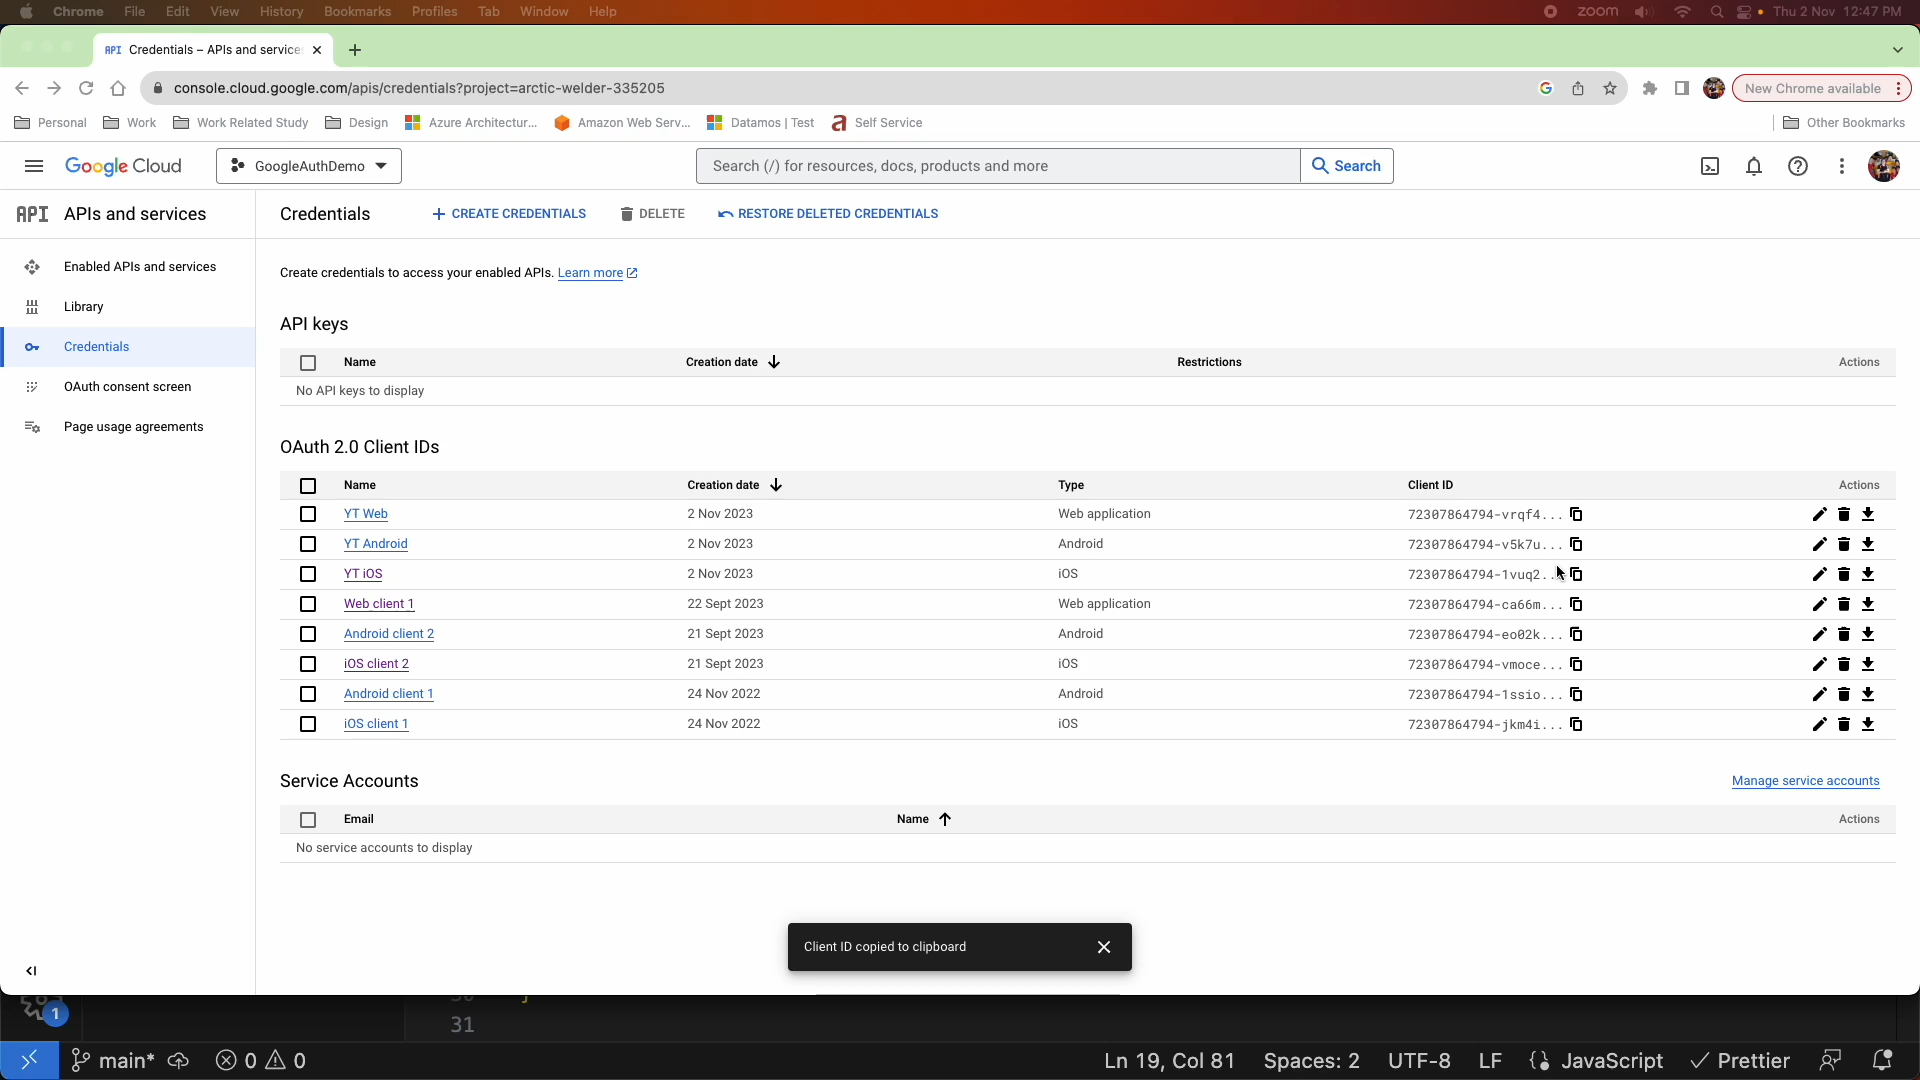 Chrome File Edit View History Bookmarks Profiles Tab Window Help
zoom Thu 2 Nov 12:47 PM
API Credentials – APIs and service
console.cloud.google.com/apis/credentials?project=arctic-welder-335205
New Chrome available
Personal Work Work Related Study Design Azure Architectur... Amazon Web Serv... Datamos | Test Self Service Other Bookmarks
Google Cloud GoogleAuthDemo Search (/) for resources, docs, products and more Search
API APIs and services
Credentials CREATE CREDENTIALS DELETE RESTORE DELETED CREDENTIALS
Enabled APIs and services
Library
Credentials
OAuth consent screen
Page usage agreements
Create credentials to access your enabled APIs. Learn more
API keys
Name Creation date Restrictions Actions
No API keys to display
OAuth 2.0 Client IDs
Name Creation date Type Client ID Actions
YT Web 2 Nov 2023 Web application 72307864794-vrqf4...
YT Android 2 Nov 2023 Android 72307864794-v5k7u...
YT iOS 2 Nov 2023 iOS 72307864794-1vuq2...
Web client 1 22 Sept 2023 Web application 72307864794-ca66m...
Android client 2 21 Sept 2023 Android 72307864794-eo02k...
iOS client 2 21 Sept 2023 iOS 72307864794-vmoce...
Android client 1 24 Nov 2022 Android 72307864794-1ssio...
iOS client 1 24 Nov 2022 iOS 72307864794-jkm4i...
Service Accounts Manage service accounts
Email Name Actions
No service accounts to display
Client ID copied to clipboard
1
31
main* 0 0 Ln 19, Col 81 Spaces: 2 UTF-8 LF JavaScript Prettier